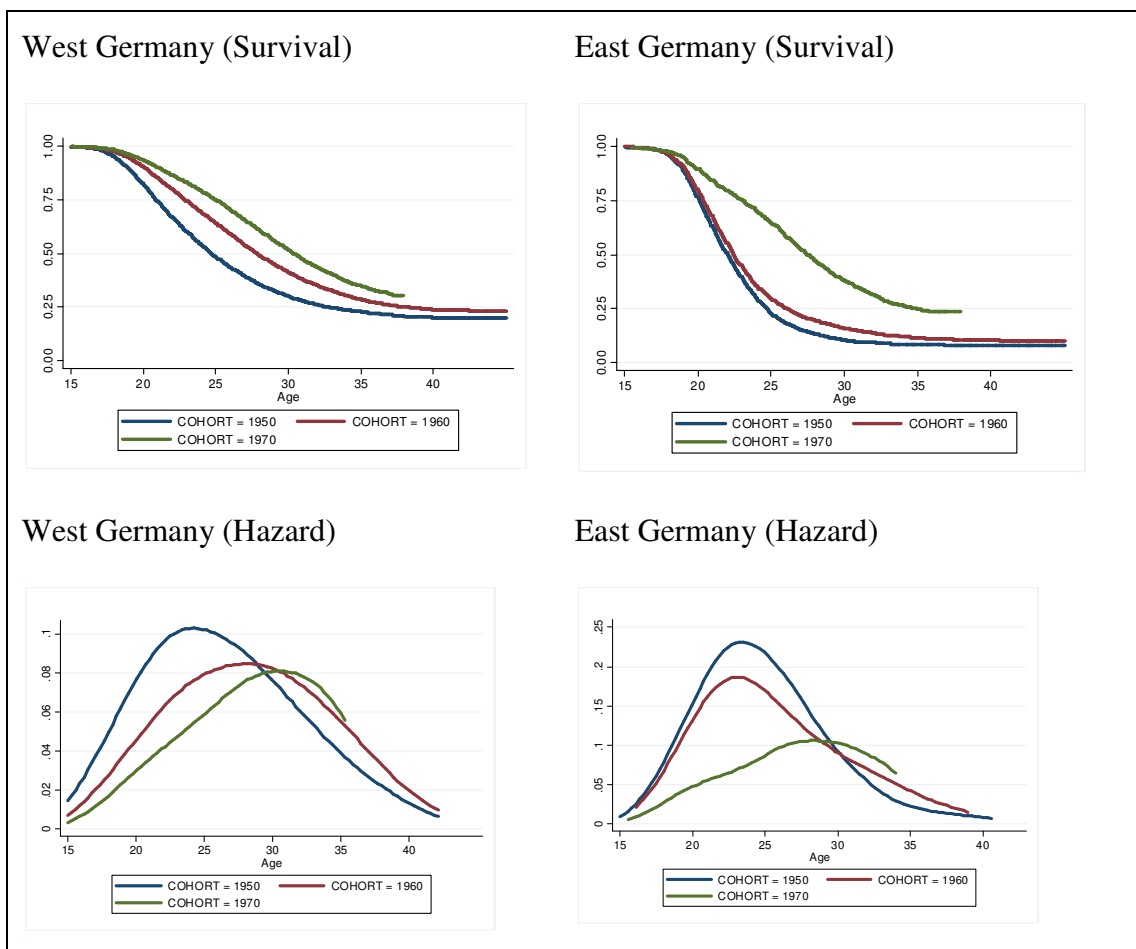 West Germany (Survival)
East Germany (Survival)
1.00
0.75
0.50
0.25
0.00
15 20 25 30 35 40
Age
COHORT = 1950 COHORT = 1960
COHORT = 1970
1.00
0.75
0.50
0.25
0.00
15 20 25 30 35 40
Age
COHORT = 1950 COHORT = 1960
COHORT = 1970
West Germany (Hazard)
East Germany (Hazard)
.1
.08
.06
.04
.02
0
15 20 25 30 35 40
Age
COHORT = 1950 COHORT = 1960
COHORT = 1970
.25
.2
.15
.1
.05
0
15 20 25 30 35 40
Age
COHORT = 1950 COHORT = 1960
COHORT = 1970